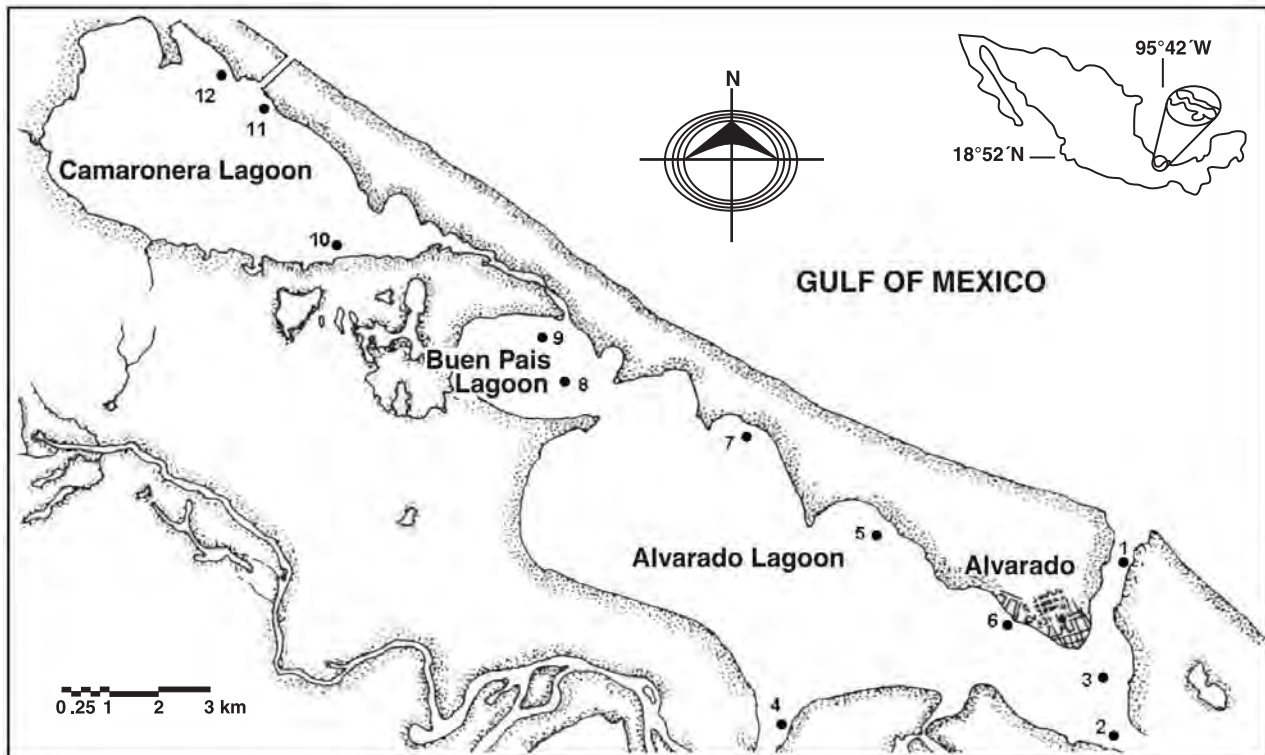 95°42´W
N
12
11
Camaronera Lagoon
18°52´N
10
GULF OF MEXICO
9
Buen Pais
Lagoon
8
7
5
Alvarado Lagoon
Alvarado
1
6
3
0.25 1 2 3 km
4
2